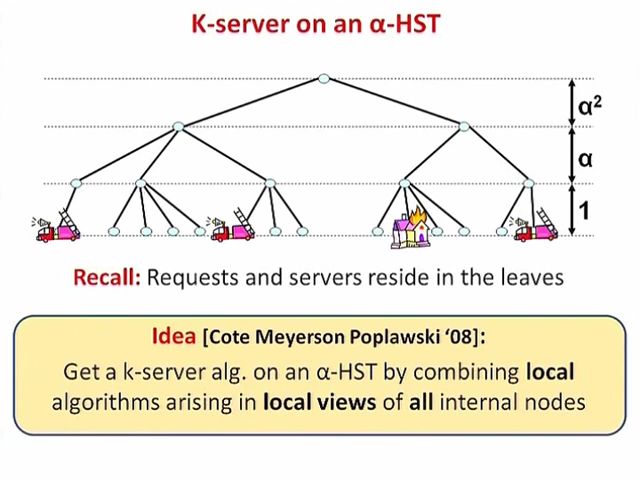 K-server on an α-HST
α²
α
1
Recall: Requests and servers reside in the leaves
Idea [Cote Meyerson Poplawski ‘08]:
Get a k-server alg. on an α-HST by combining local
algorithms arising in local views of all internal nodes